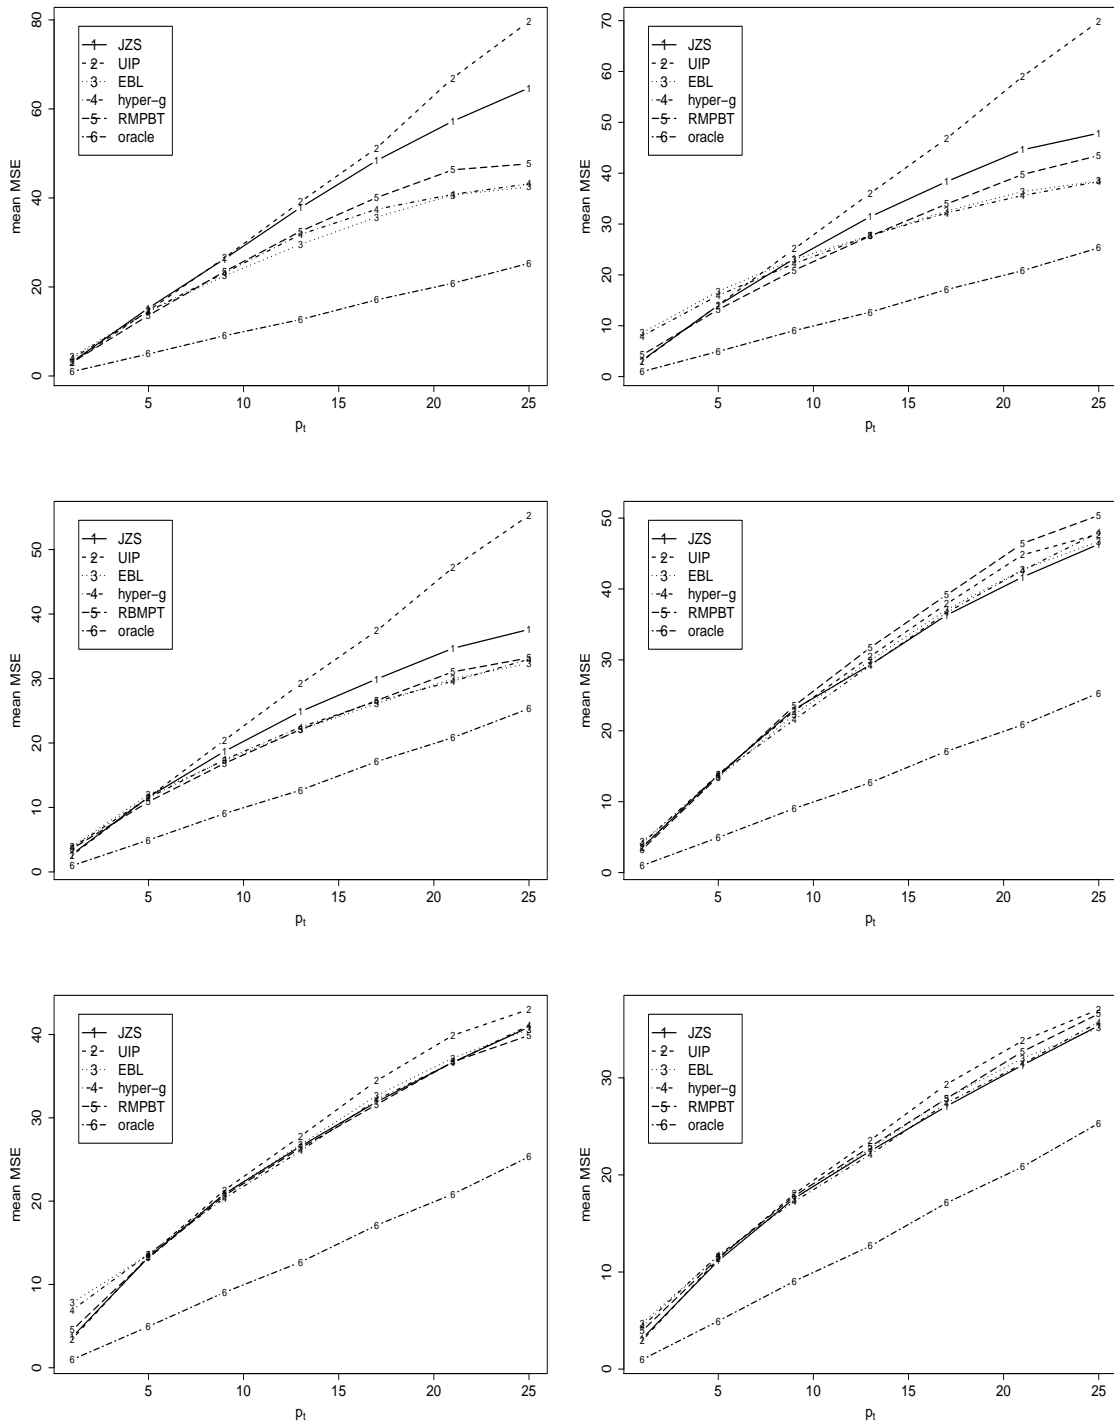 mean MSE
0 20 40 60 80
1 JZS
2 UIP
3 EBL
4 hyper-g
5 RMPBT
6 oracle
5 10 15 20 25
p_t
mean MSE
0 10 20 30 40 50 60 70
1 JZS
2 UIP
3 EBL
4 hyper-g
5 RMPBT
6 oracle
5 10 15 20 25
p_t
mean MSE
0 10 20 30 40 50
1 JZS
2 UIP
3 EBL
4 hyper-g
5 RBMPT
6 oracle
5 10 15 20 25
p_t
mean MSE
0 10 20 30 40 50
1 JZS
2 UIP
3 EBL
4 hyper-g
5 RMPBT
6 oracle
5 10 15 20 25
p_t
mean MSE
0 10 20 30 40
1 JZS
2 UIP
3 EBL
4 hyper-g
5 RMPBT
6 oracle
5 10 15 20 25
p_t
mean MSE
0 10 20 30
1 JZS
2 UIP
3 EBL
4 hyper-g
5 RMPBT
6 oracle
5 10 15 20 25
p_t